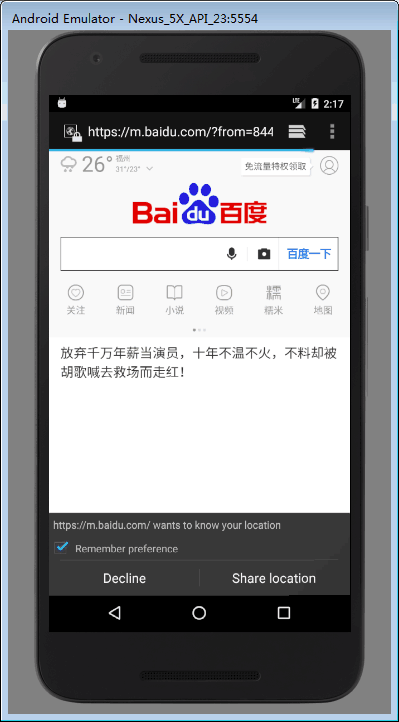 Android Emulator - Nexus_5X_API_23:5554
LTE 2:17
https://m.baidu.com/?from=844
26° 福州
31°/23°
免流量特权领取
Bai du 百度
百度一下
关注 新闻 小说 视频 糯米 地图
放弃千万年薪当演员，十年不温不火，不料却被
胡歌喊去救场而走红！
https://m.baidu.com/ wants to know your location
Remember preference
Decline Share location